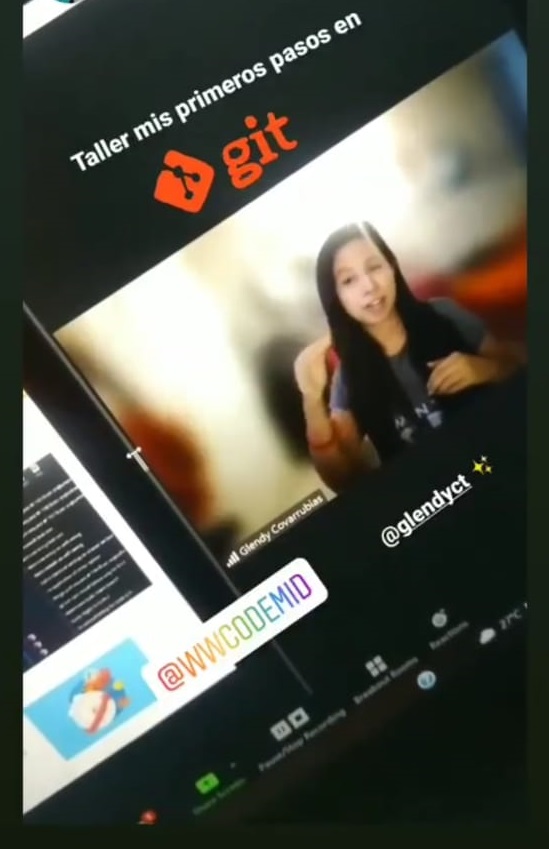 Taller mis primeros pasos en
git
Glendy Covarrubias
@glendyct
@WWCODEMID
Reactions
Breakout Rooms
Pause/Stop Recording
Share Screen
27°C